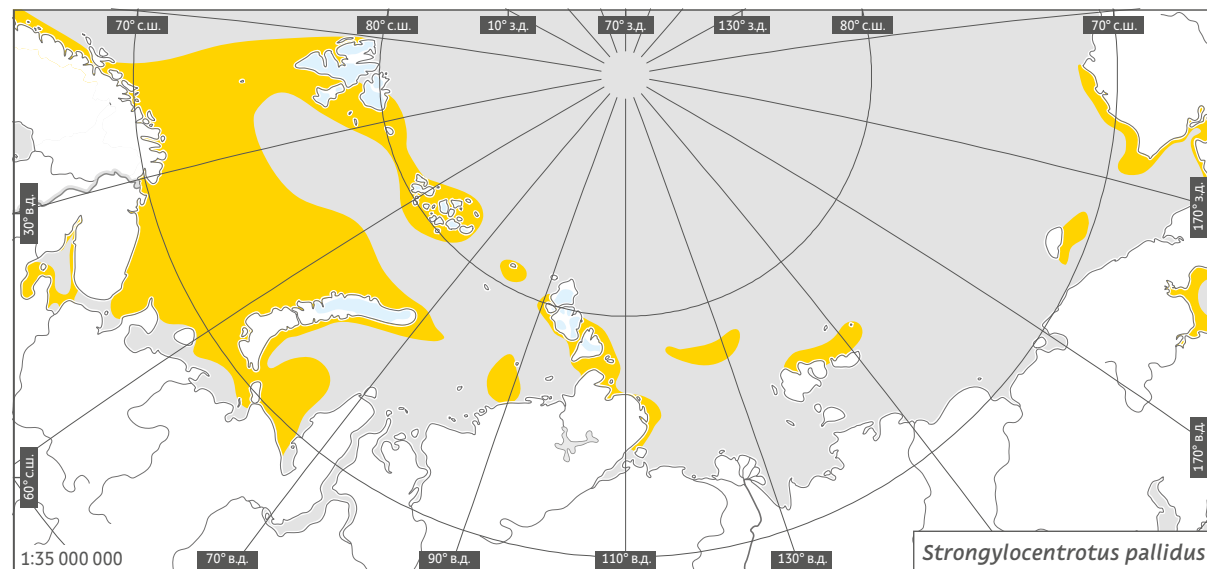 70° с.ш.
80° с.ш.
10° з.д.
70° з.д.
130° з.д.
80° с.ш.
70° с.ш.
30° в.д.
170° з.д.
60° с.ш.
170° в.д.
1:35 000 000
70° в.д.
90° в.д.
110° в.д.
130° в.д.
Strongylocentrotus pallidus